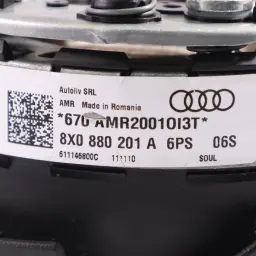 Autoliv SRL
AMR Made in Romania
*670 AMR2001OI3T*
8X0 880 201 A 6PS 06S
611146800C 111110 SOUL